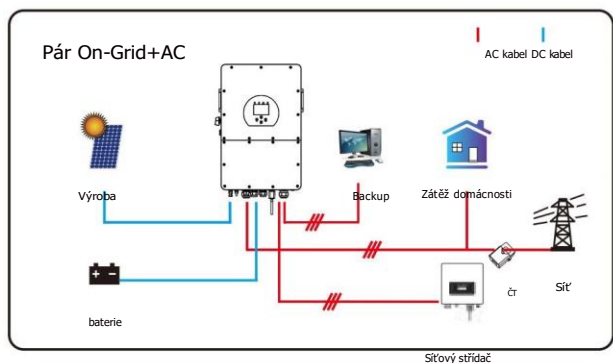 Pár On-Grid+AC
AC kabel DC kabel
Výroba
Backup
Zátěž domácnosti
baterie
ČT
Síť
Síťový střídač